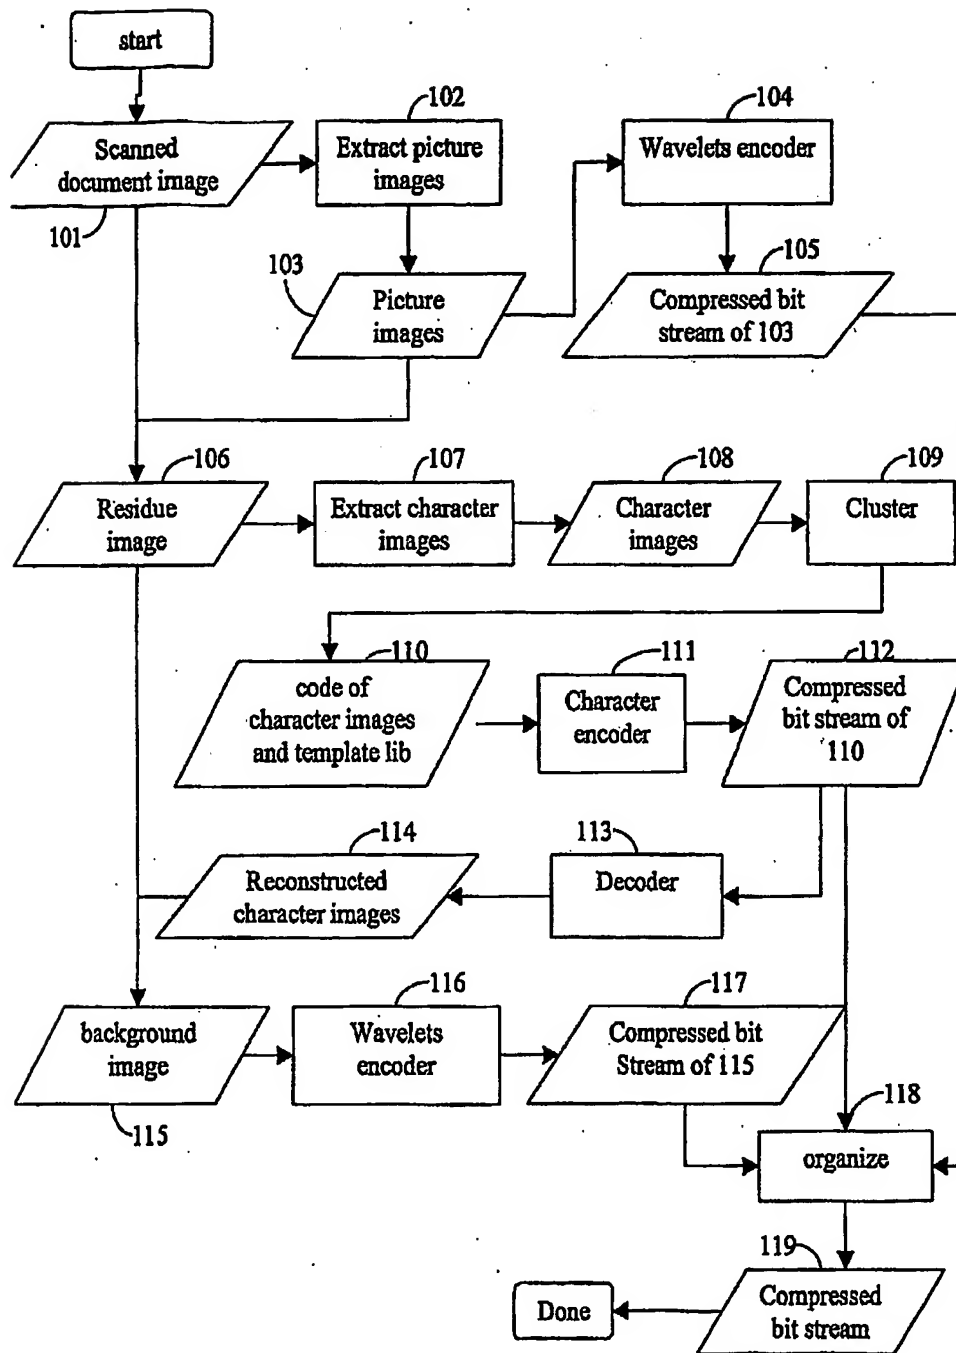 start
102
104
Scanned
document image
Extract picture
images
Wavelets encoder
101
103
105
Picture
images
Compressed bit
stream of 103
106
107
108
109
Residue
image
Extract character
images
Character
images
Cluster
110
111
112
code of
character images
and template lib
Character
encoder
Compressed
bit stream of
110
114
113
Reconstructed
character images
Decoder
116
117
background
image
Wavelets
encoder
Compressed bit
Stream of 115
115
118
organize
119
Done
Compressed
bit stream